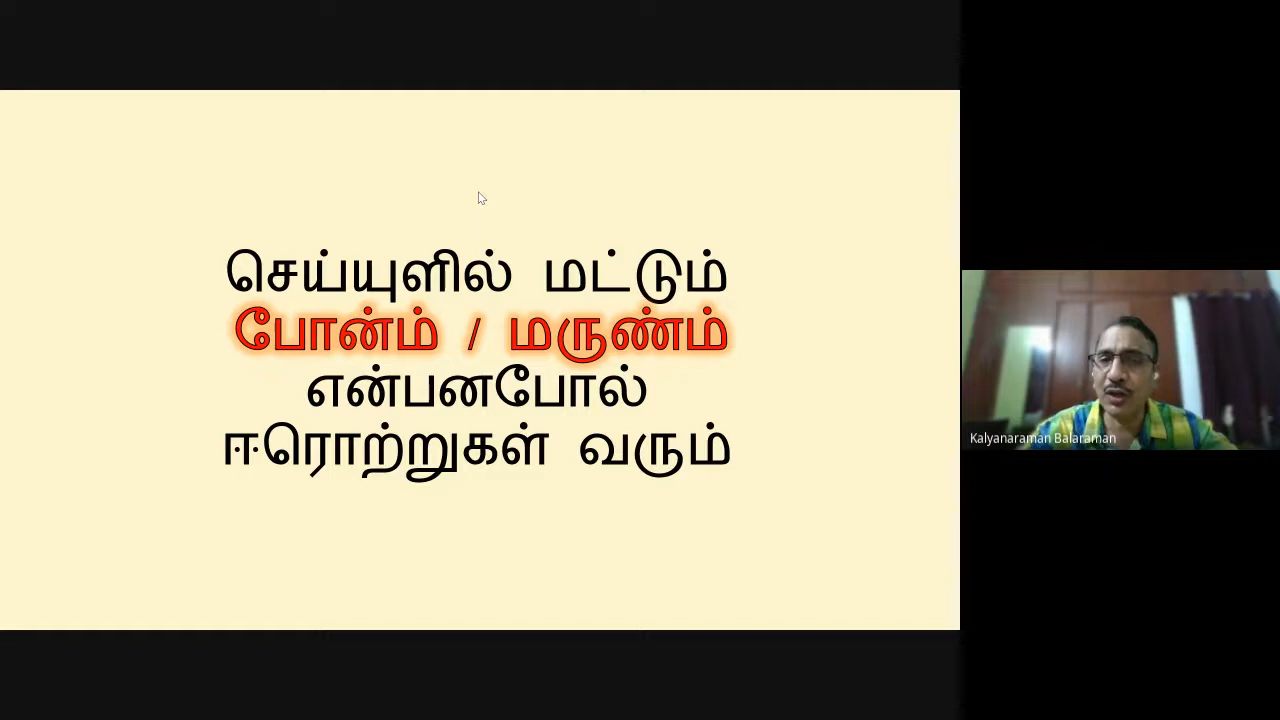 செய்யுளில் மட்டும்
போன்ம் / மருண்ம்
என்பனபோல்
ஈரொற்றுகள் வரும்
Kalyanaraman Balaraman